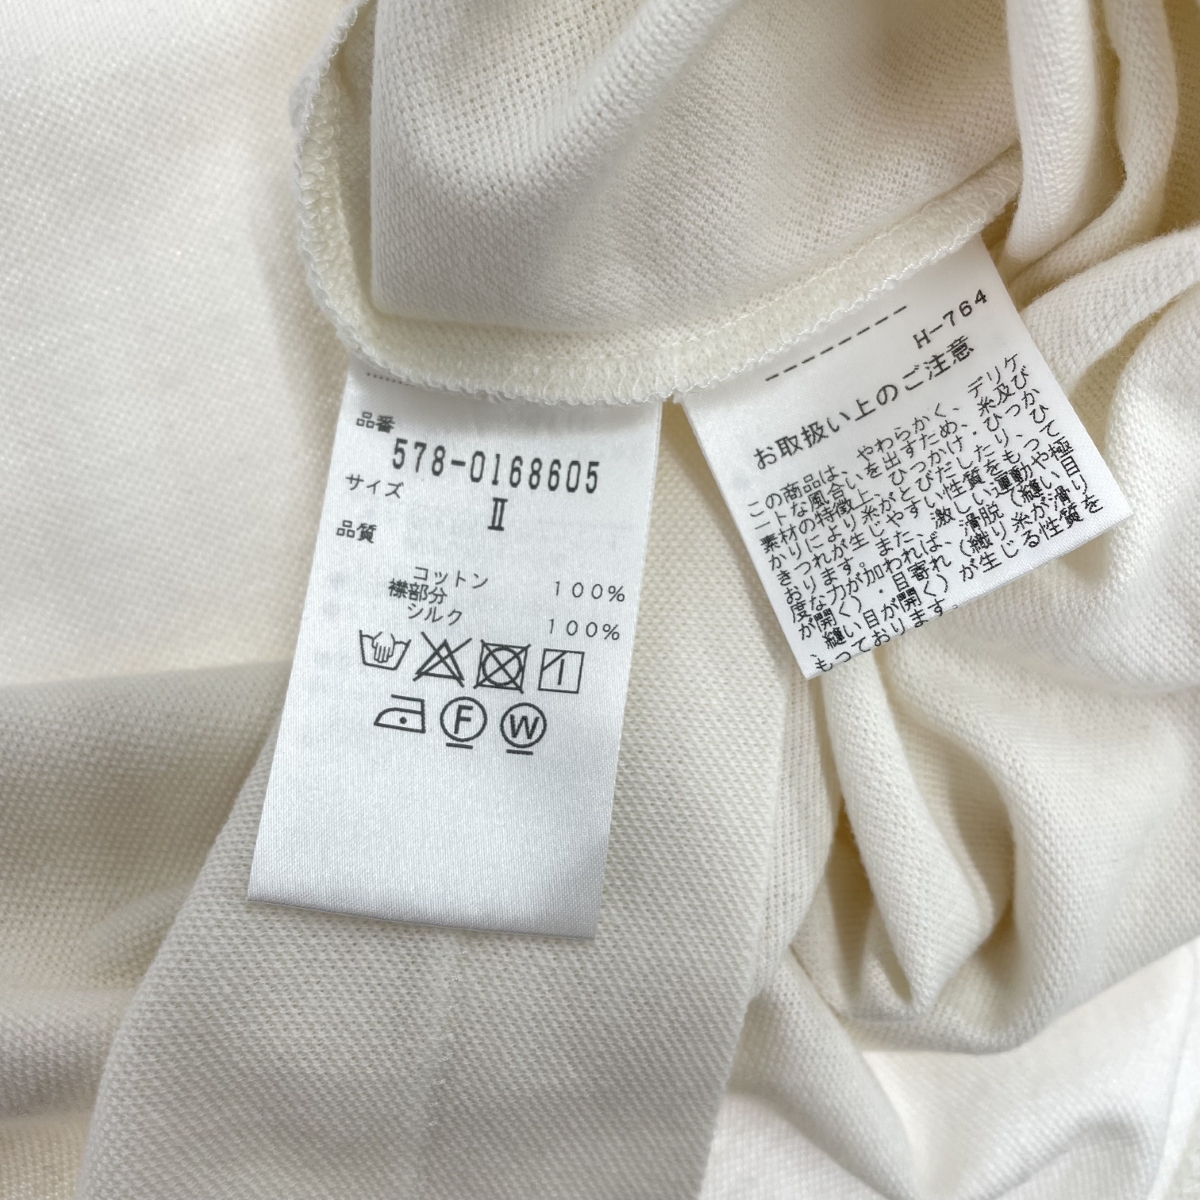 品番
578-0168605
サイズ
Ⅱ
品質
コットン 100%
襟部分
シルク 100%
F W
H-764
お取扱い上のご注意
この商品は、やわらかく、デリケ
ートな風合いを出すため、糸及び
素材の特徴上、ひっかけ・ひっか
かりにより糸がとびだしたり、ひ
きつれが生じやすい性質をもって
おります。また、激しい運動や極
度な力が加われば、滑脱（縫い目
が開く）・目寄れ（織り糸が滑り
縫い目が開く）が生じる性質を
もっております。